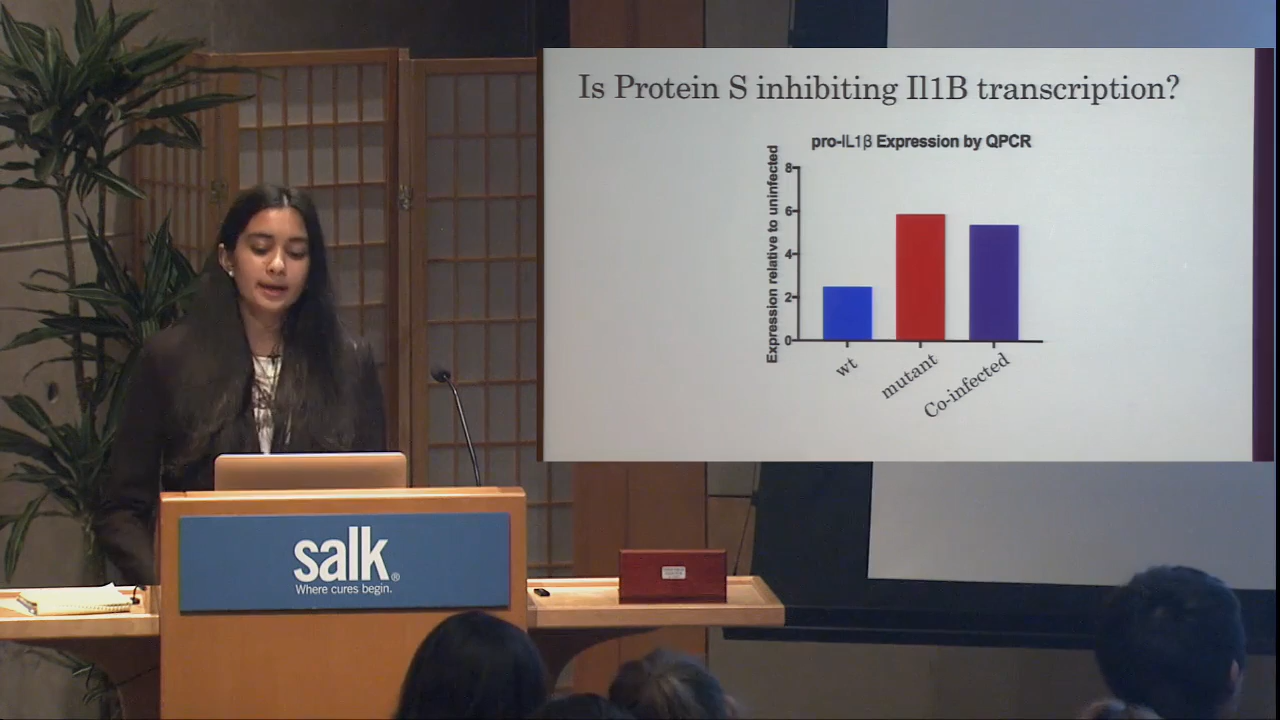 Is Protein S inhibiting Il1B transcription?
pro-IL1β Expression by QPCR
Expression relative to uninfected
8
6
4
2
0
wt
mutant
Co-infected
salk®
Where cures begin.